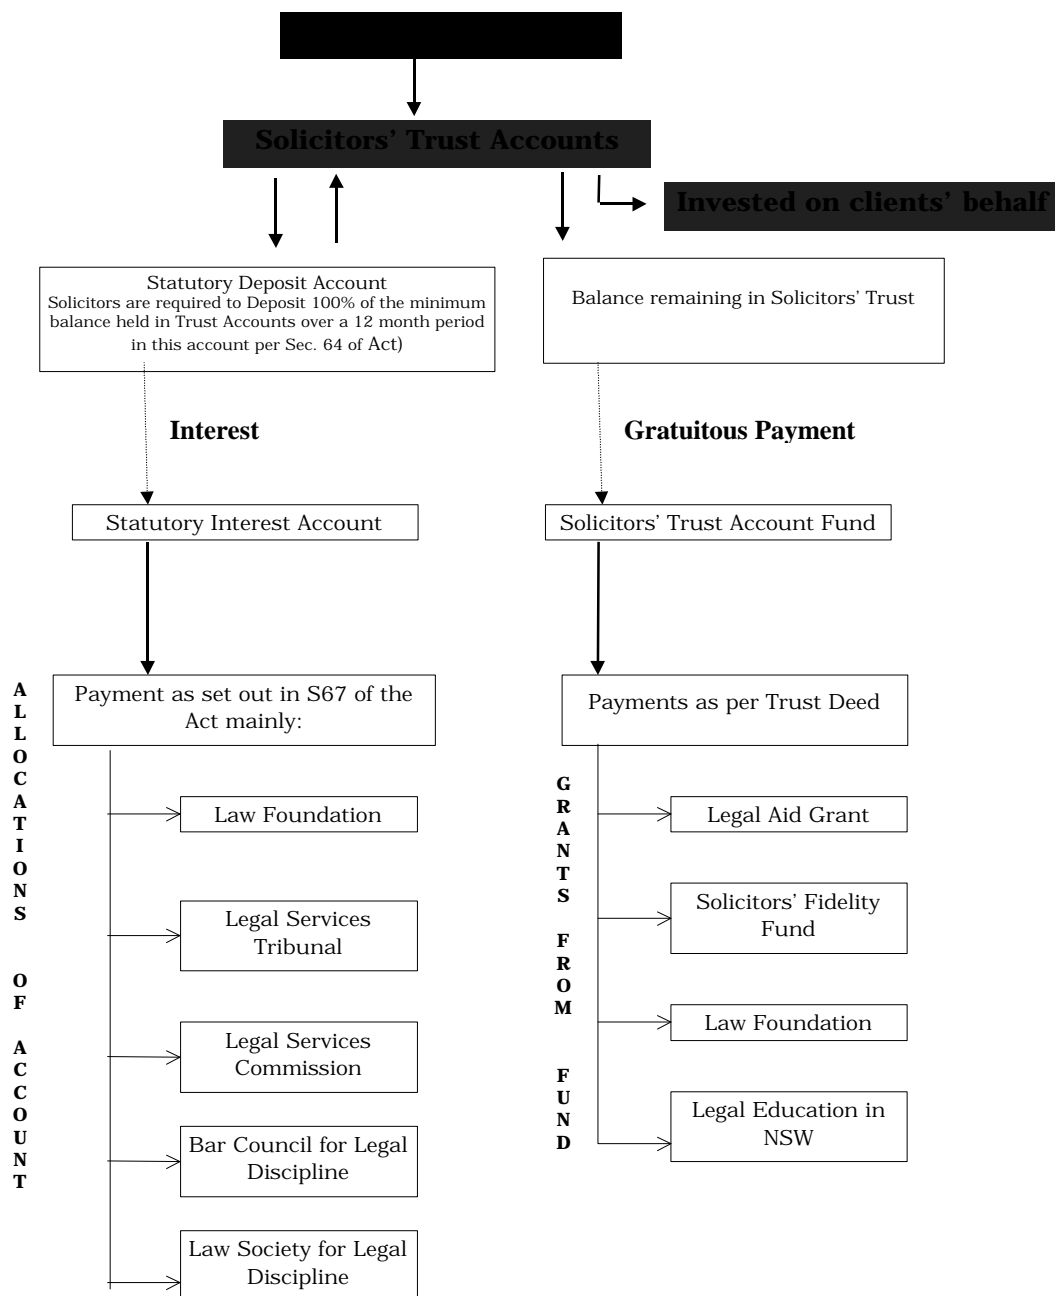 Solicitors' Trust Accounts
Invested on clients' behalf
Statutory Deposit Account
Solicitors are required to Deposit 100% of the minimum
balance held in Trust Accounts over a 12 month period
in this account per Sec. 64 of Act)
Balance remaining in Solicitors' Trust
Interest
Gratuitous Payment
Statutory Interest Account
Solicitors' Trust Account Fund
ALLOCATIONS OF ACCOUNT
Payment as set out in S67 of the
Act mainly:
Law Foundation
Legal Services
Tribunal
Legal Services
Commission
Bar Council for Legal
Discipline
Law Society for Legal
Discipline
Payments as per Trust Deed
GRANTS FROM FUND
Legal Aid Grant
Solicitors' Fidelity
Fund
Law Foundation
Legal Education in
NSW